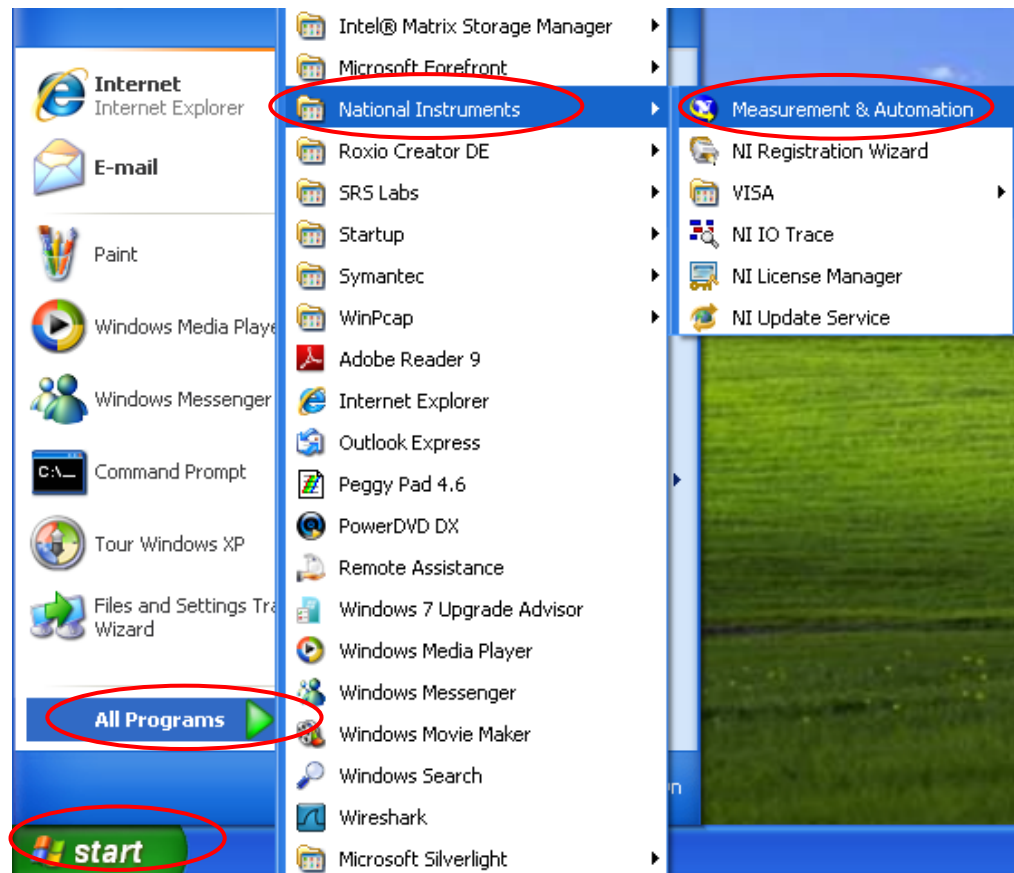 Internet
Internet Explorer
E-mail
Paint
Windows Media Playe
Windows Messenger
C:\_
Command Prompt
Tour Windows XP
Files and Settings Tra
Wizard
All Programs
start
Intel® Matrix Storage Manager
Microsoft Forefront
National Instruments
Roxio Creator DE
SRS Labs
Startup
Symantec
WinPcap
Adobe Reader 9
Internet Explorer
Outlook Express
Peggy Pad 4.6
PowerDVD DX
Remote Assistance
Windows 7 Upgrade Advisor
Windows Media Player
Windows Messenger
Windows Movie Maker
Windows Search
Wireshark
Microsoft Silverlight
Measurement & Automation
NI Registration Wizard
VISA
NI IO Trace
NI License Manager
NI Update Service